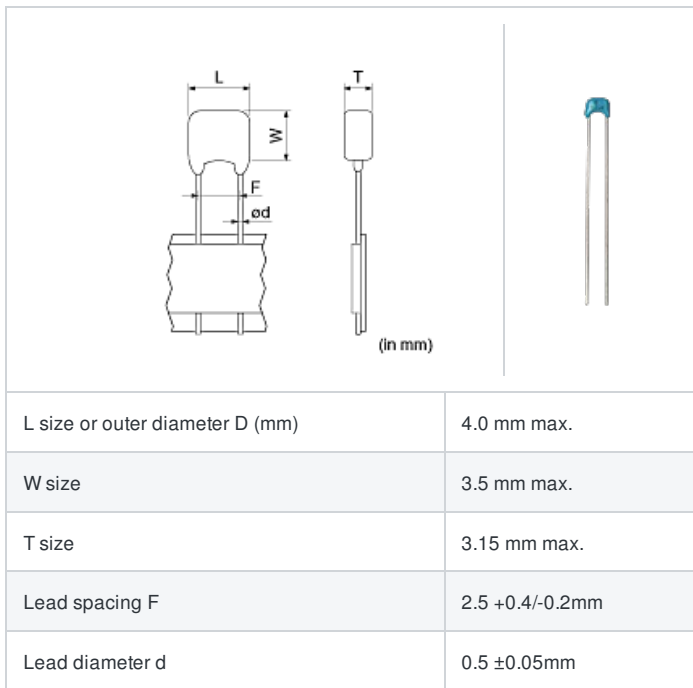 L
T
W
F
ød
(in mm)
L size or outer diameter D (mm) 4.0 mm max.
W size 3.5 mm max.
T size 3.15 mm max.
Lead spacing F 2.5 +0.4/-0.2mm
Lead diameter d 0.5 ±0.05mm